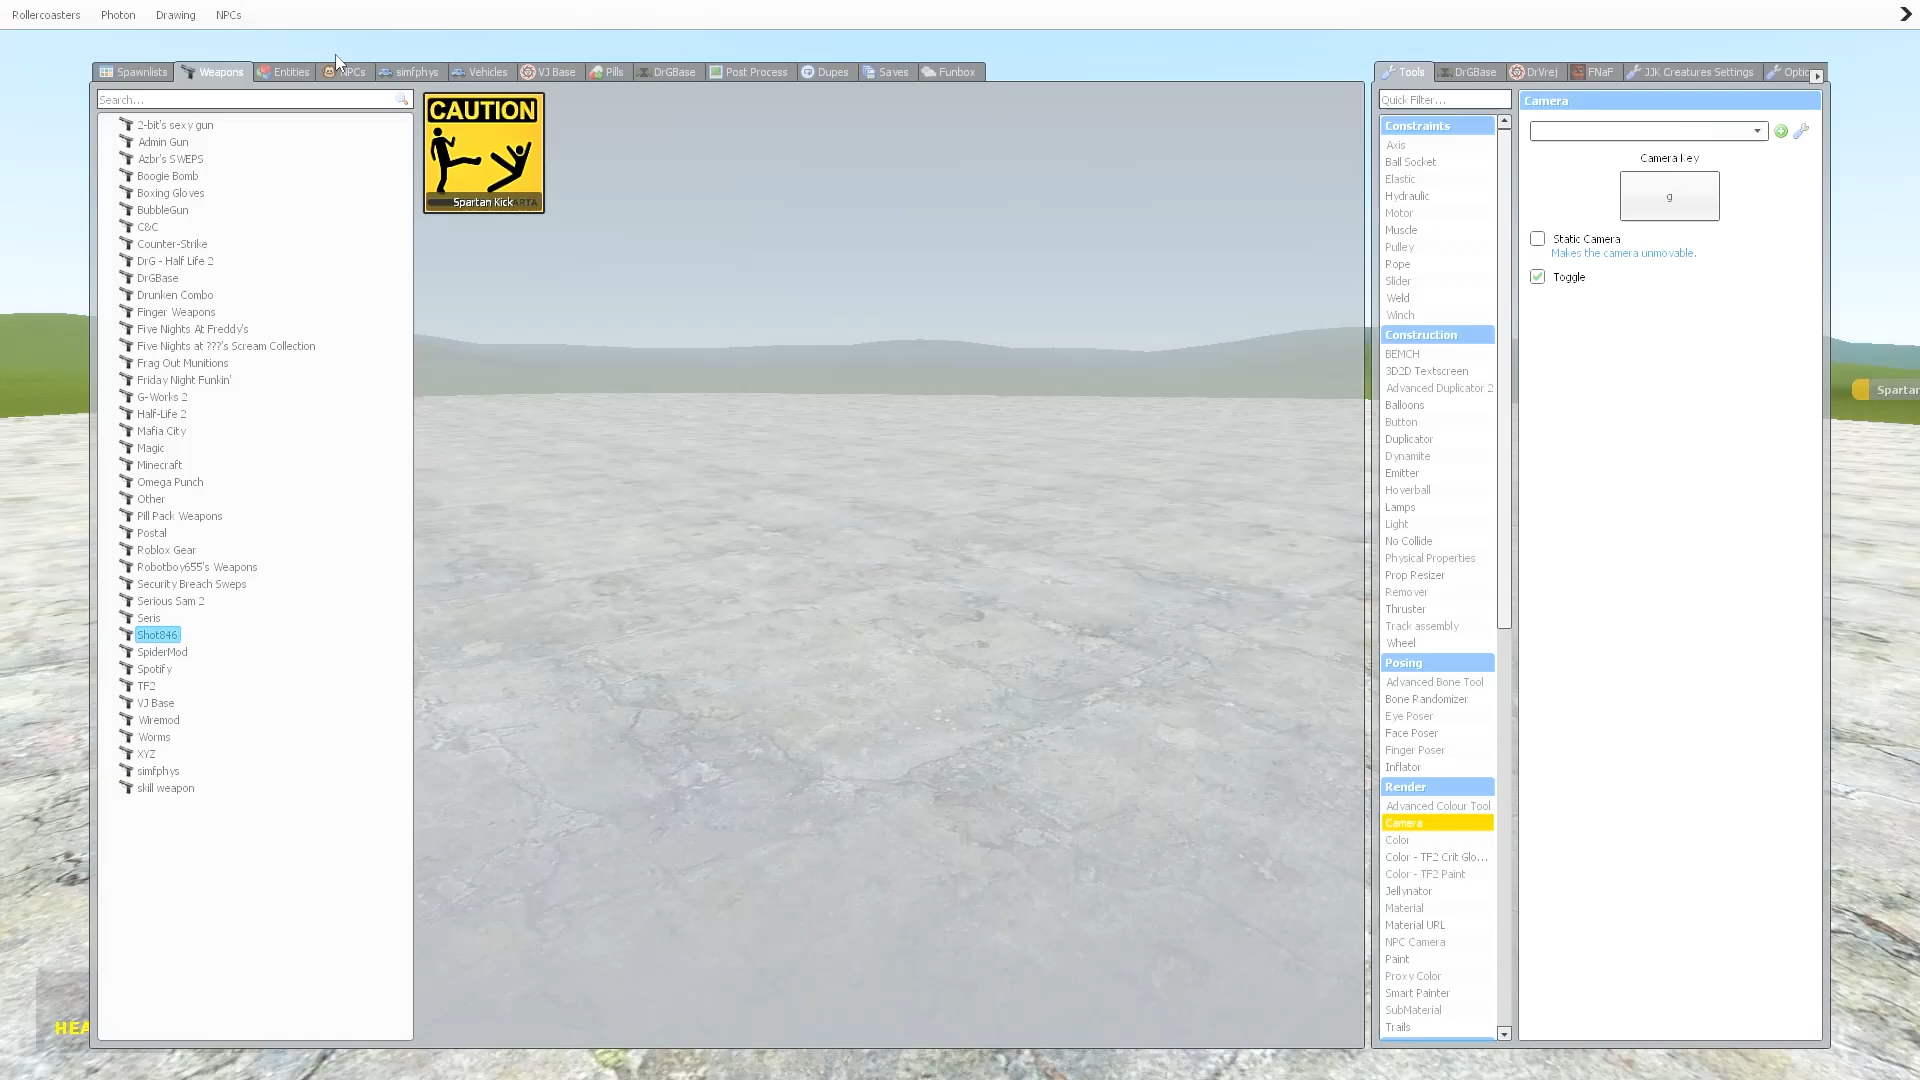 Rollercoasters Photon Drawing NPCs
Spawnlists Weapons Entities NPCs simfphys Vehicles VJ Base Pills DrGBase Post Process Dupes Saves Funbox
Search...
2-bit's sexy gun
Admin Gun
Azbr's SWEPS
Boogie Bomb
Boxing Gloves
BubbleGun
C&C
Counter-Strike
DrG - Half Life 2
DrGBase
Drunken Combo
Finger Weapons
Five Nights At Freddy's
Five Nights at ???'s Scream Collection
Frag Out Munitions
Friday Night Funkin'
G-Works 2
Half-Life 2
Mafia City
Magic
Minecraft
Omega Punch
Other
Pill Pack Weapons
Postal
Roblox Gear
Robotboy655's Weapons
Security Breach Sweps
Serious Sam 2
Seris
Shot846
SpiderMod
Spotify
TF2
VJ Base
Wiremod
Worms
XYZ
simfphys
skill weapon
CAUTION
Spartan Kick
HEA
Tools DrGBase DrVrej FNaF JJK Creatures Settings Optio
Quick Filter...
Constraints
Axis
Ball Socket
Elastic
Hydraulic
Motor
Muscle
Pulley
Rope
Slider
Weld
Winch
Construction
BEMCH
3D2D Textscreen
Advanced Duplicator 2
Balloons
Button
Duplicator
Dynamite
Emitter
Hoverball
Lamps
Light
No Collide
Physical Properties
Prop Resizer
Remover
Thruster
Track assembly
Wheel
Posing
Advanced Bone Tool
Bone Randomizer
Eye Poser
Face Poser
Finger Poser
Inflator
Render
Advanced Colour Tool
Camera
Color
Color - TF2 Crit Glo...
Color - TF2 Paint
Jellynator
Material
Material URL
NPC Camera
Paint
Proxy Color
Smart Painter
SubMaterial
Trails
Camera
Camera Key
g
Static Camera
Makes the camera unmovable.
Toggle
Spartan